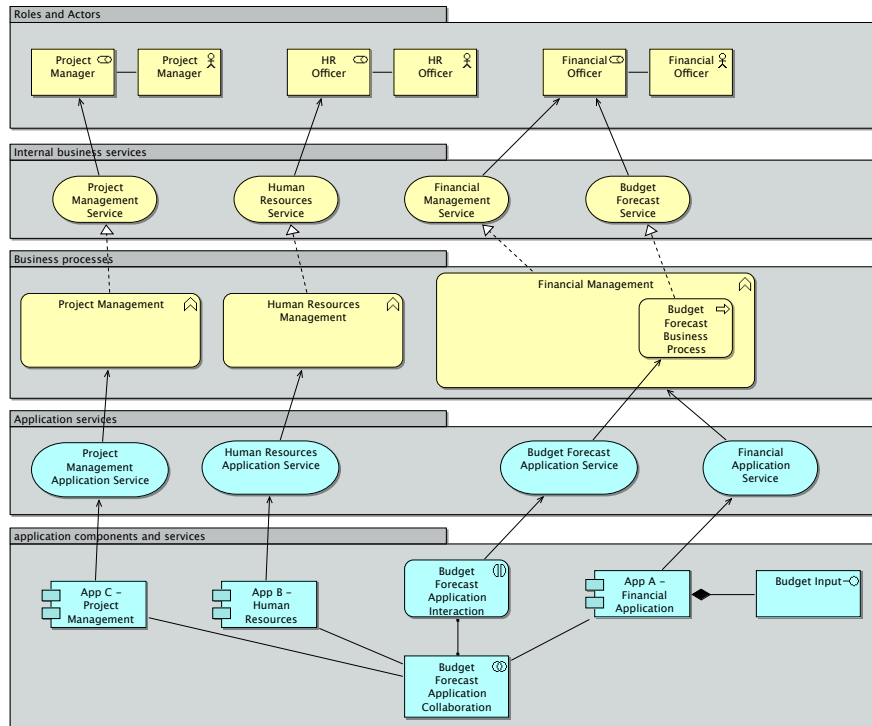 Roles and Actors
Project
Manager
Project
Manager
HR
Officer
HR
Officer
Financial
Officer
Financial
Officer
Internal business services
Project
Management
Service
Human
Resources
Service
Financial
Management
Service
Budget
Forecast
Service
Business processes
Project Management
Human Resources
Management
Financial Management
Budget
Forecast
Business
Process
Application services
Project
Management
Application Service
Human Resources
Application Service
Budget Forecast
Application Service
Financial
Application
Service
application components and services
App C –
Project
Management
App B –
Human
Resources
Budget
Forecast
Application
Interaction
App A –
Financial
Application
Budget Input
Budget
Forecast
Application
Collaboration